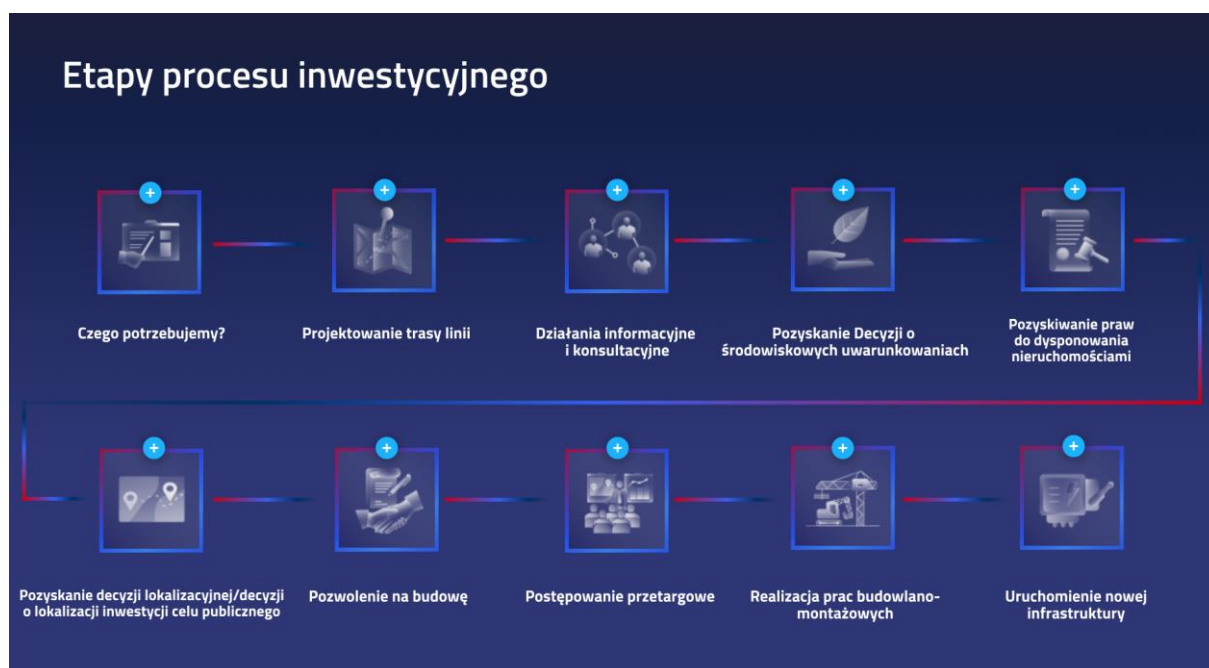 Etapy procesu inwestycyjnego
Czego potrzebujemy?
Projektowanie trasy linii
Działania informacyjne
i konsultacyjne
Pozyskanie Decyzji o
środowiskowych uwarunkowaniach
Pozyskiwanie praw
do dysponowania
nieruchomościami
Pozyskanie decyzji lokalizacyjnej/decyzji
o lokalizacji inwestycji celu publicznego
Pozwolenie na budowę
Postępowanie przetargowe
Realizacja prac budowlano-
montażowych
Uruchomienie nowej
infrastruktury